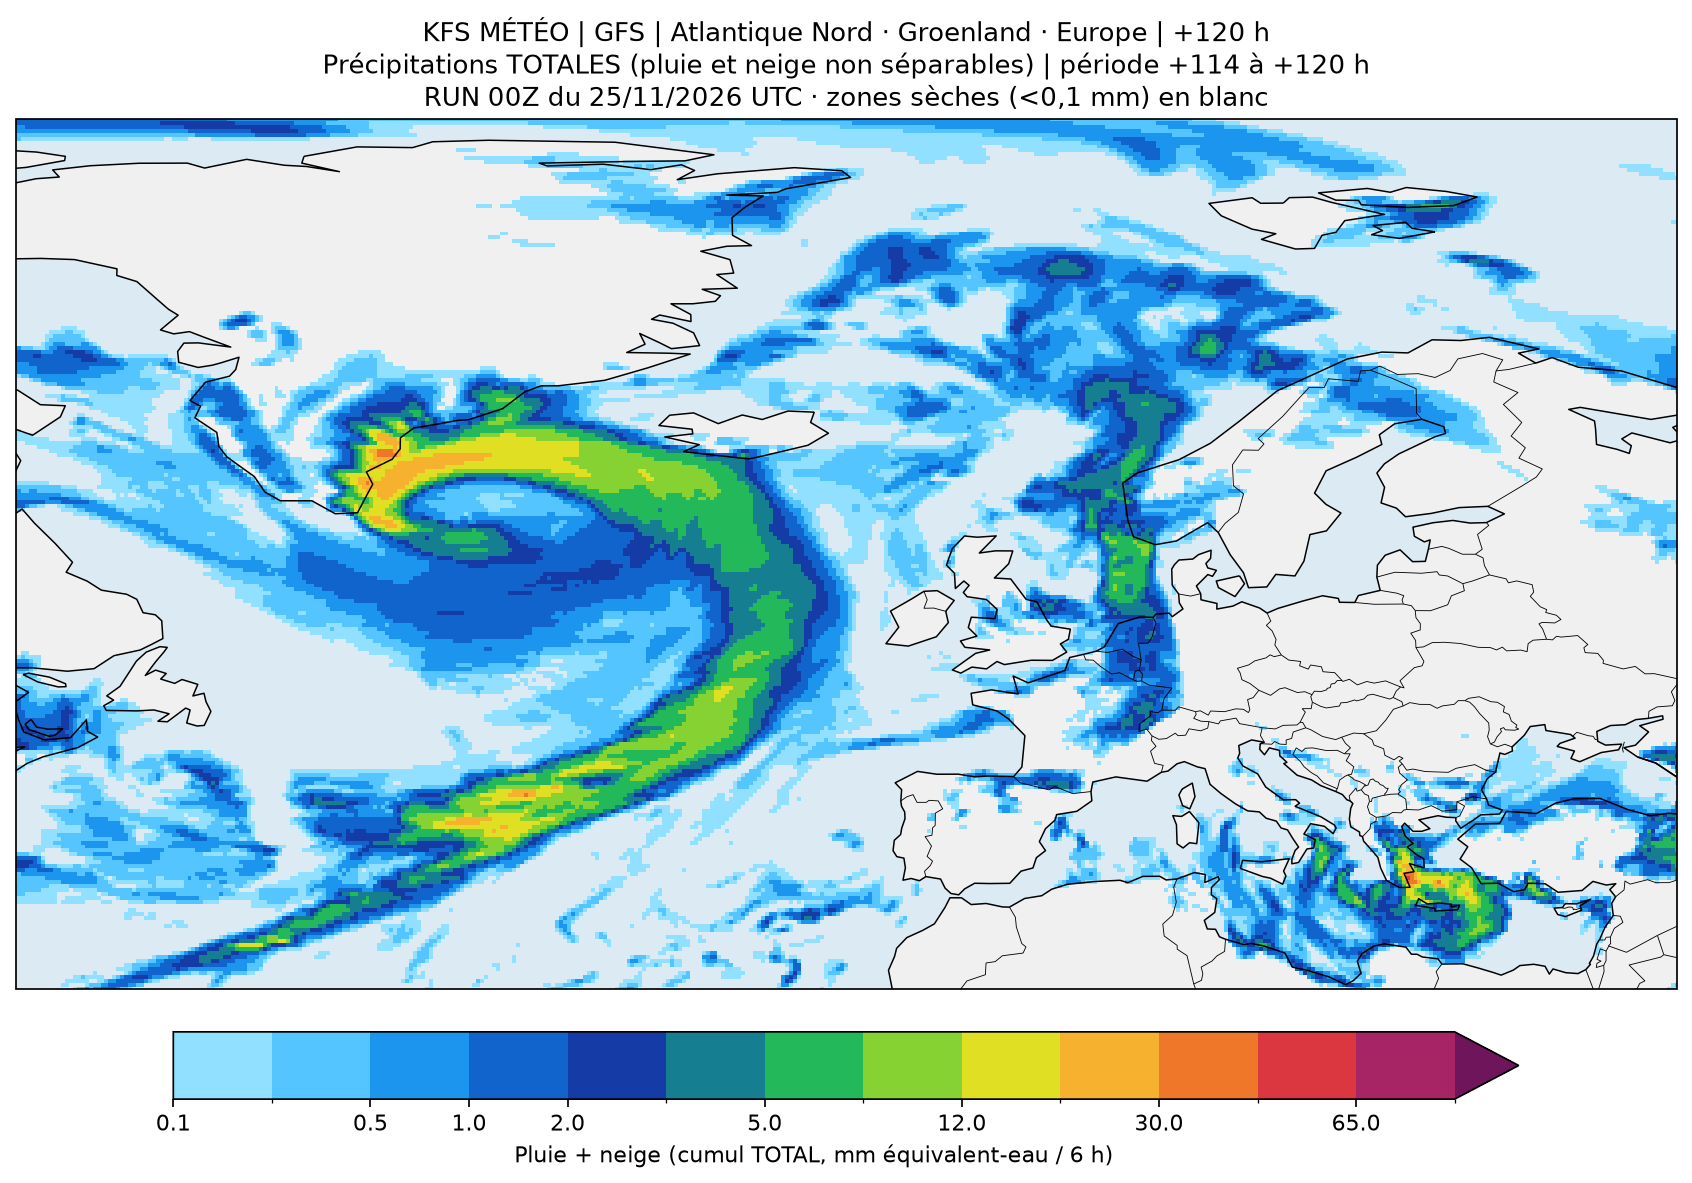 KFS MÉTÉO | GFS | Atlantique Nord · Groenland · Europe | +120 h
Précipitations TOTALES (pluie et neige non séparables) | période +114 à +120 h
RUN 00Z du 25/11/2026 UTC · zones sèches (<0,1 mm) en blanc
0.1 0.5 1.0 2.0 5.0 12.0 30.0 65.0
Pluie + neige (cumul TOTAL, mm équivalent-eau / 6 h)